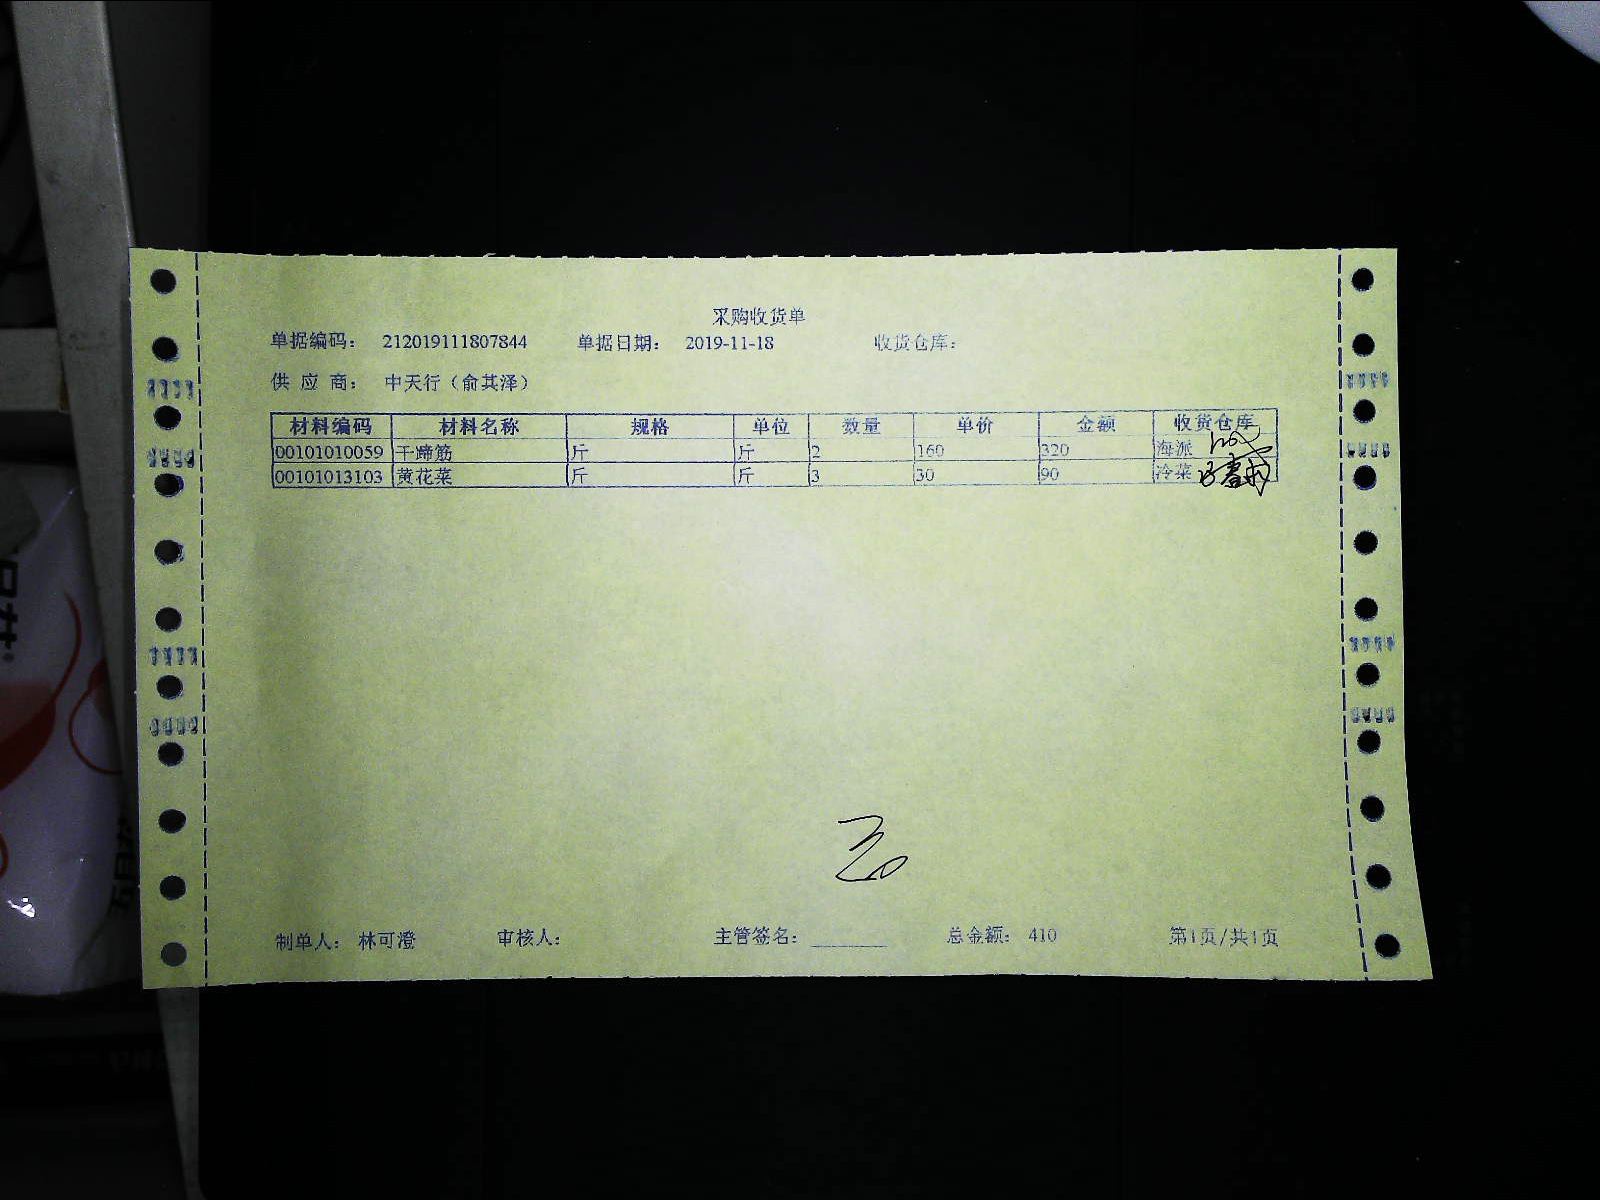 采购收货单
单据编码： 212019111807844 单据日期： 2019-11-18 收货仓库：
供 应 商： 中天行（俞其泽）
材料编码 材料名称 规格 单位 数量 单价 金额 收货仓库
00101010059 干蹄筋 斤 斤 2 160 320 海派
00101013103 黄花菜 斤 斤 3 30 90 冷菜
制单人： 林可澄 审核人： 主管签名： 总金额： 410 第1页/共1页